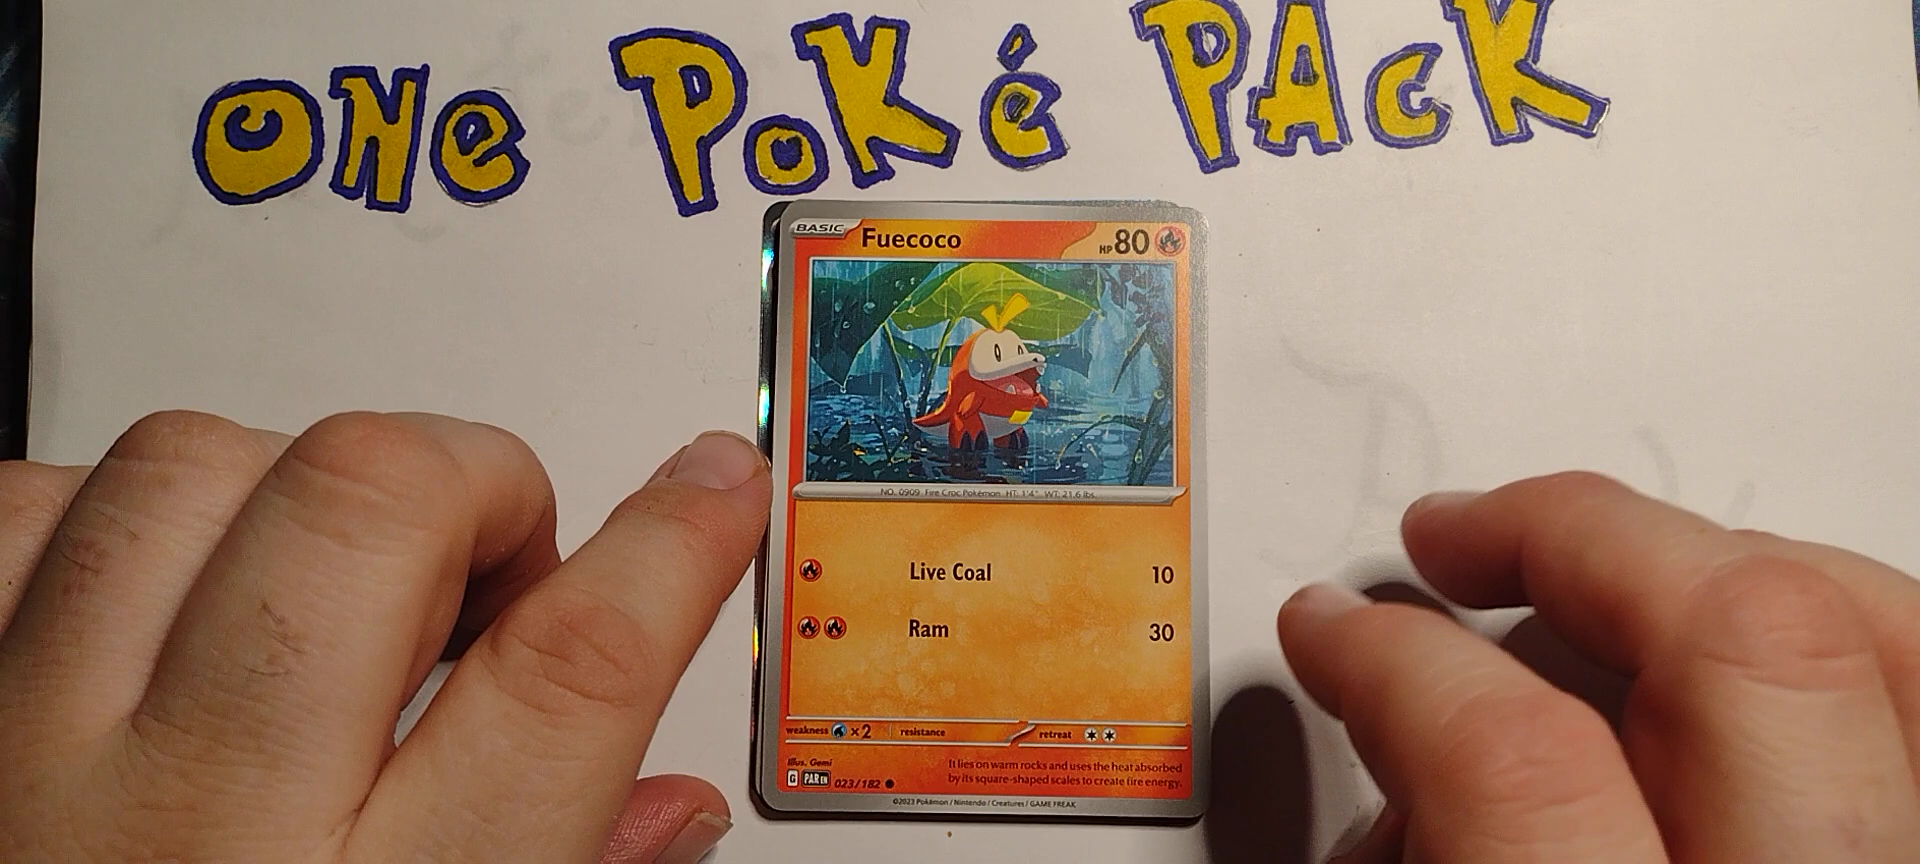 ONE POKé PACK
BASIC Fuecoco HP 80
NO. 0909 Fire Croc Pokémon HT: 1'4" WT: 21.6 lbs.
Live Coal 10
Ram 30
weakness ×2 resistance retreat
Illus. Gemi
It lies on warm rocks and uses the heat absorbed
by its square-shaped scales to create fire energy.
G PAR EN 023/182
©2023 Pokémon / Nintendo / Creatures / GAME FREAK